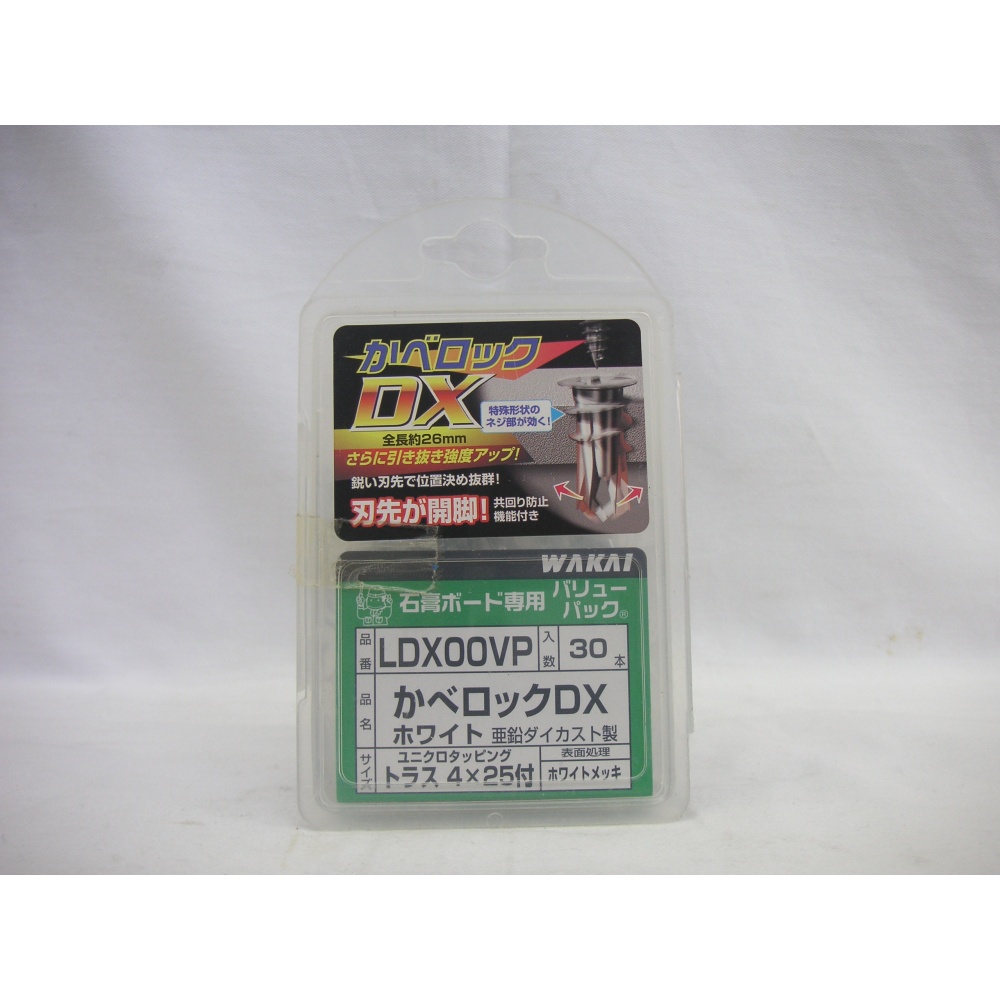 かべロック
DX
特殊形状の
ネジ部が効く!
全長約26mm
さらに引き抜き強度アップ!
鋭い刃先で位置決め抜群!
刃先が開脚!
共回り防止
機能付き
WAKAI
石膏ボード専用
バリュー
パック®
品番
LDX00VP
入数
30本
品名
かべロックDX
ホワイト 亜鉛ダイカスト製
サイズ
ユニクロタッピング
トラス 4×25付
表面処理
ホワイトメッキ